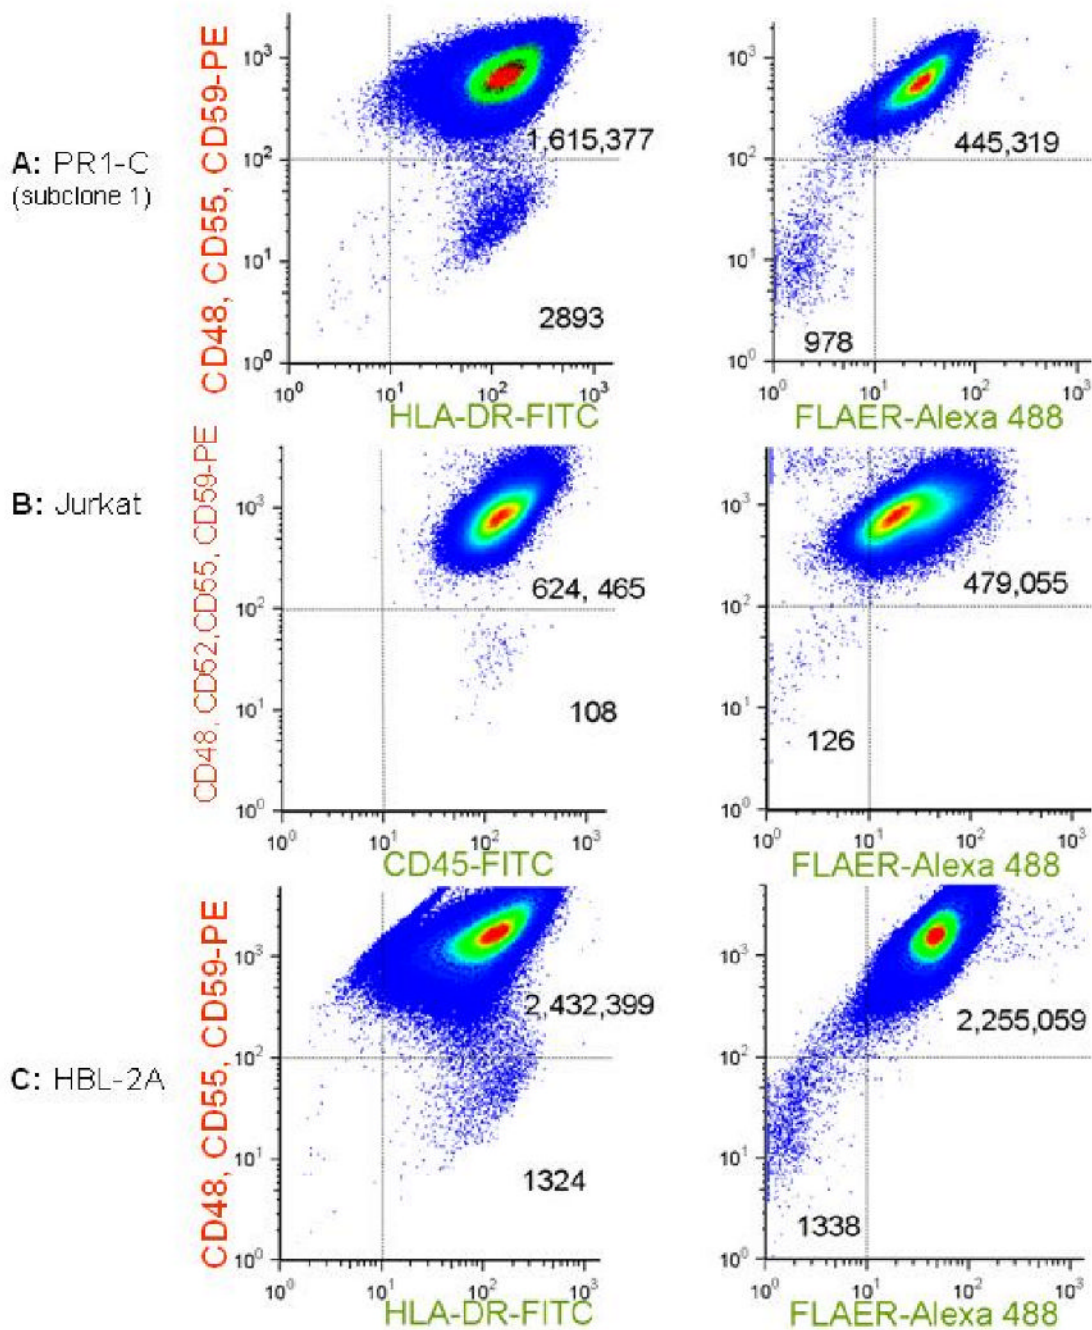 A: PR1-C
(subclone 1)
CD48, CD55, CD59-PE
10³
10²
10¹
10⁰
1,615,377
2893
10⁰ 10¹ 10² 10³
HLA-DR-FITC
10³
10²
10¹
10⁰
445,319
978
10⁰ 10¹ 10² 10³
FLAER-Alexa 488
B: Jurkat
CD48, CD52,CD55, CD59-PE
10³
10²
10¹
10⁰
624, 465
108
10⁰ 10¹ 10² 10³
CD45-FITC
10³
10²
10¹
10⁰
479,055
126
10⁰ 10¹ 10² 10³
FLAER-Alexa 488
C: HBL-2A
CD48, CD55, CD59-PE
10³
10²
10¹
10⁰
2,432,399
1324
10⁰ 10¹ 10² 10³
HLA-DR-FITC
10³
10²
10¹
10⁰
2,255,059
1338
10⁰ 10¹ 10² 10³
FLAER-Alexa 488